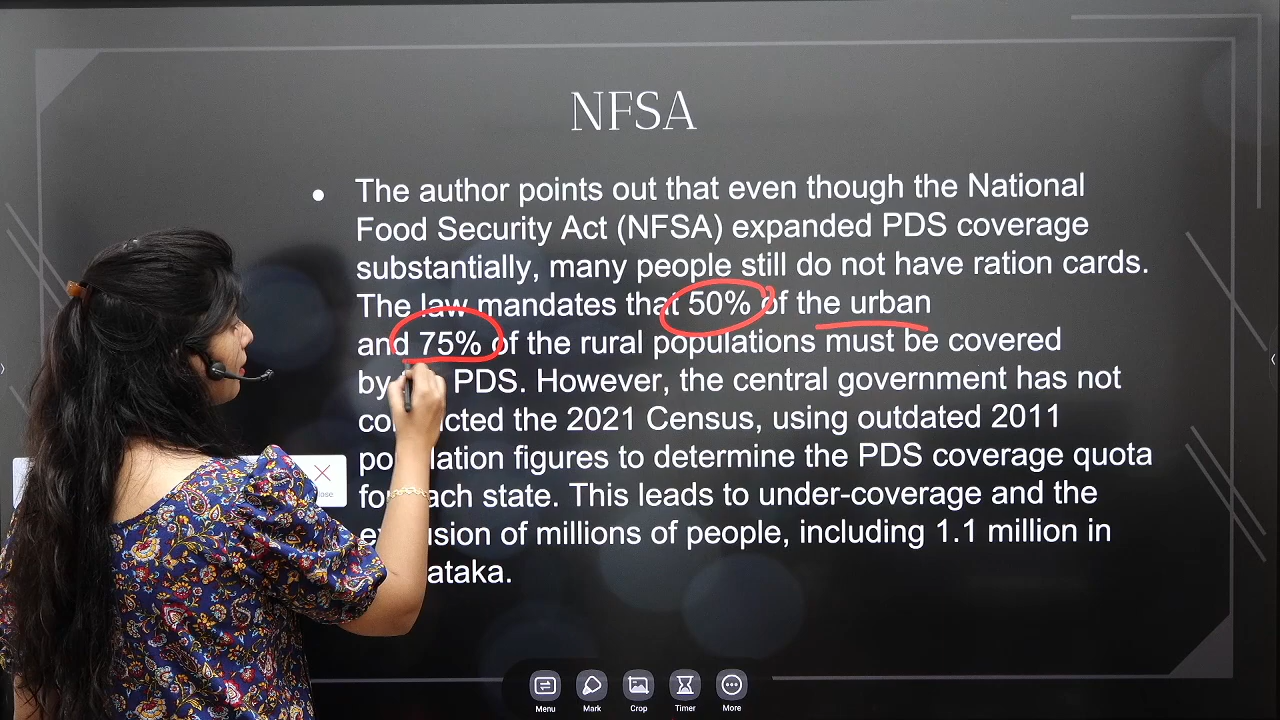 NFSA
The author points out that even though the National
Food Security Act (NFSA) expanded PDS coverage
substantially, many people still do not have ration cards.
The law mandates that 50% of the urban
and 75% of the rural populations must be covered
by PDS. However, the central government has not
the 2021 Census, using outdated 2011
figures to determine the PDS coverage quota
state. This leads to under-coverage and the
of millions of people, including 1.1 million in
Menu Mark Crop Timer More